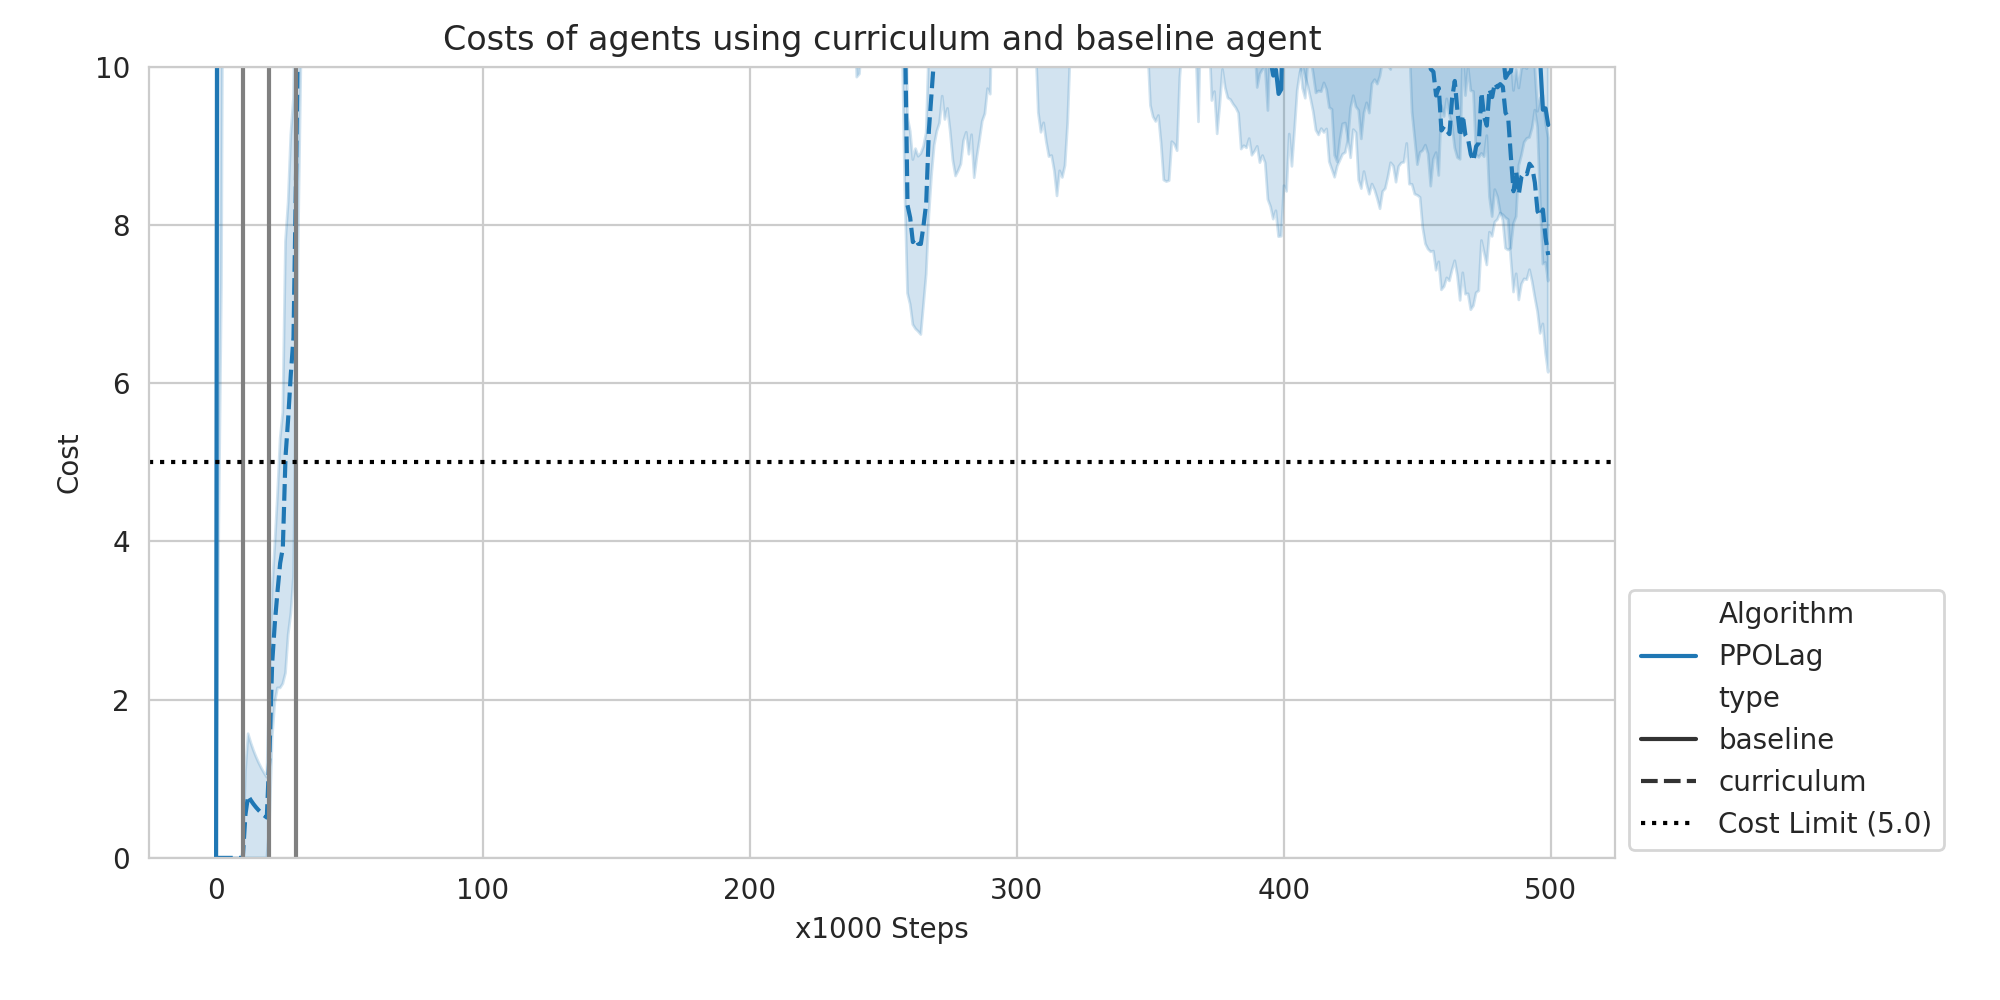 Costs of agents using curriculum and baseline agent
10
8
6
4
2
0
Cost
0 100 200 300 400 500
x1000 Steps
Algorithm
PPOLag
type
baseline
curriculum
Cost Limit (5.0)